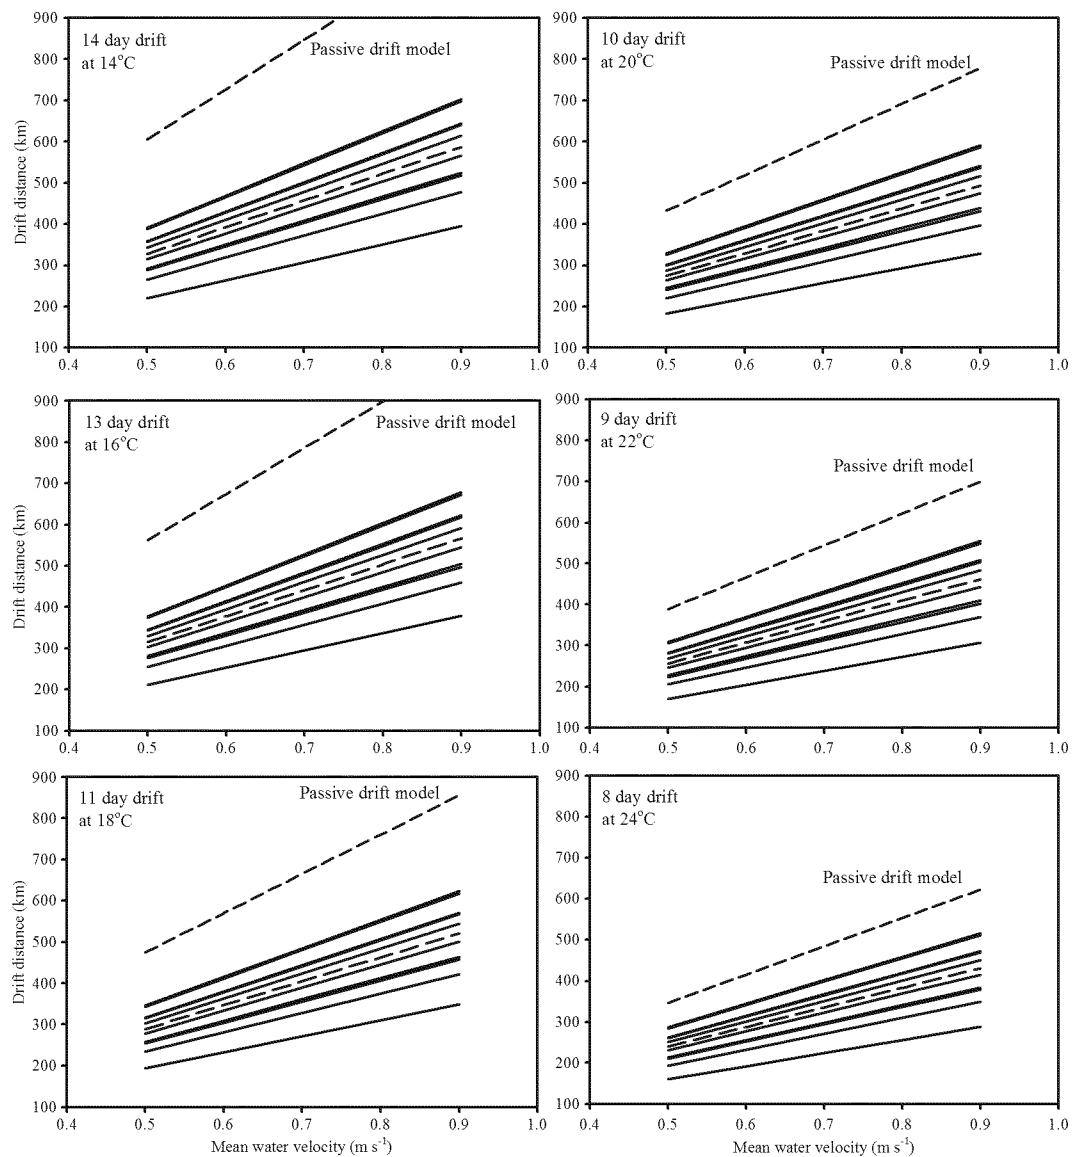 14 day drift
at 14°C
Passive drift model
900
800
700
600
500
400
300
200
100
Drift distance (km)
0.4 0.5 0.6 0.7 0.8 0.9 1.0
10 day drift
at 20°C
Passive drift model
900
800
700
600
500
400
300
200
100
0.4 0.5 0.6 0.7 0.8 0.9 1.0
13 day drift
at 16°C
Passive drift model
900
800
700
600
500
400
300
200
100
Drift distance (km)
0.4 0.5 0.6 0.7 0.8 0.9 1.0
9 day drift
at 22°C
Passive drift model
900
800
700
600
500
400
300
200
100
0.4 0.5 0.6 0.7 0.8 0.9 1.0
11 day drift
at 18°C
Passive drift model
900
800
700
600
500
400
300
200
100
Drift distance (km)
0.4 0.5 0.6 0.7 0.8 0.9 1.0
Mean water velocity (m s⁻¹)
8 day drift
at 24°C
Passive drift model
900
800
700
600
500
400
300
200
100
0.4 0.5 0.6 0.7 0.8 0.9 1.0
Mean water velocity (m s⁻¹)